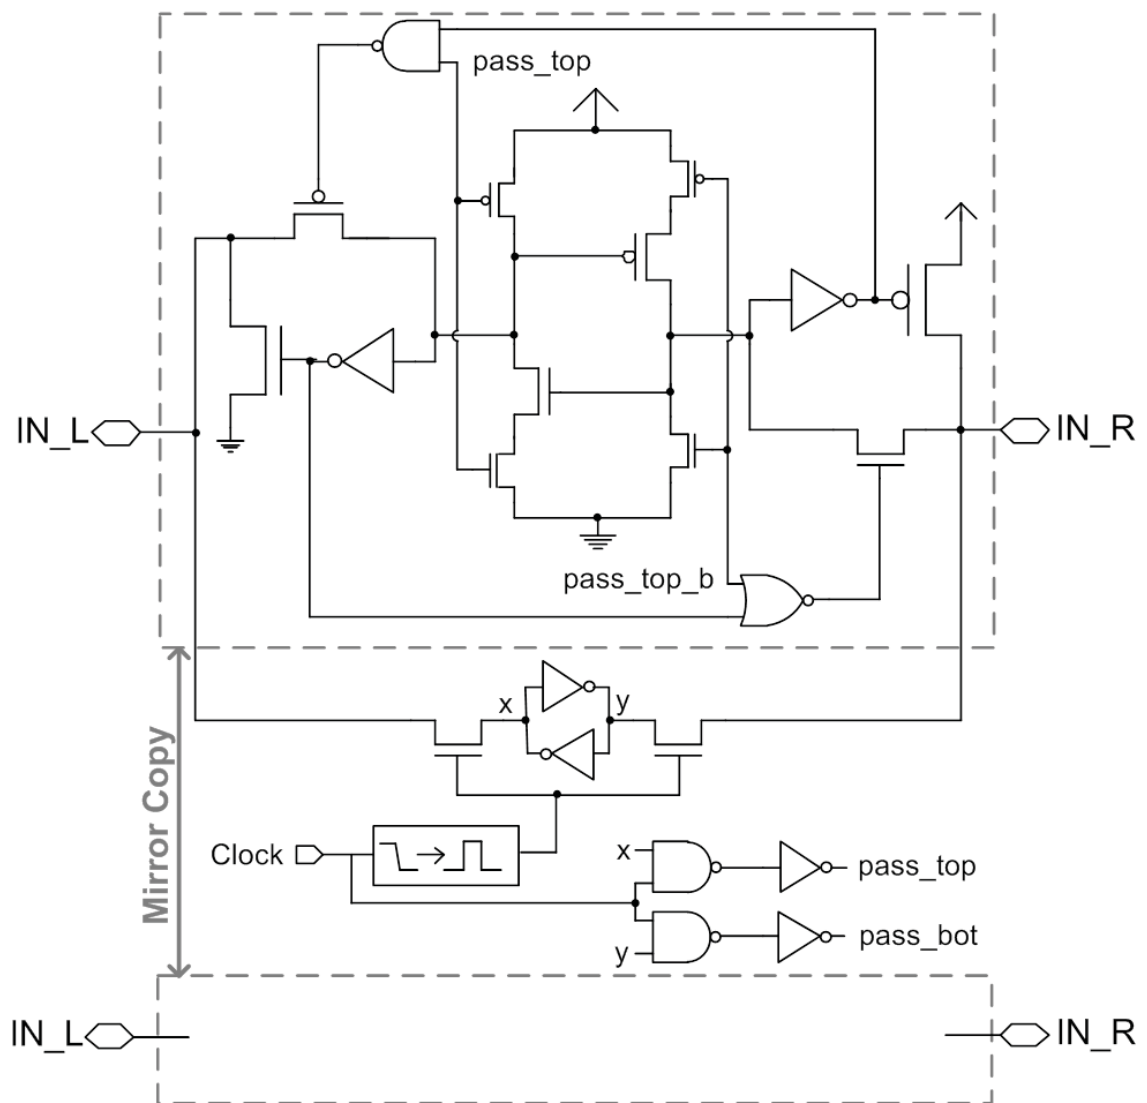 pass_top
IN_L
IN_R
pass_top_b
x
y
Mirror Copy
Clock
x
pass_top
y
pass_bot
IN_L
IN_R